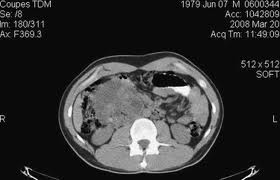 Coupes TDM
Se: /8
Im: 180/311
Ax: F369.3
1979 Jun 07 M 0600344
Acc: 1042809
2008 Mar 20
Acq Tm: 11:49:09
512 x 512
SOFT
R
L